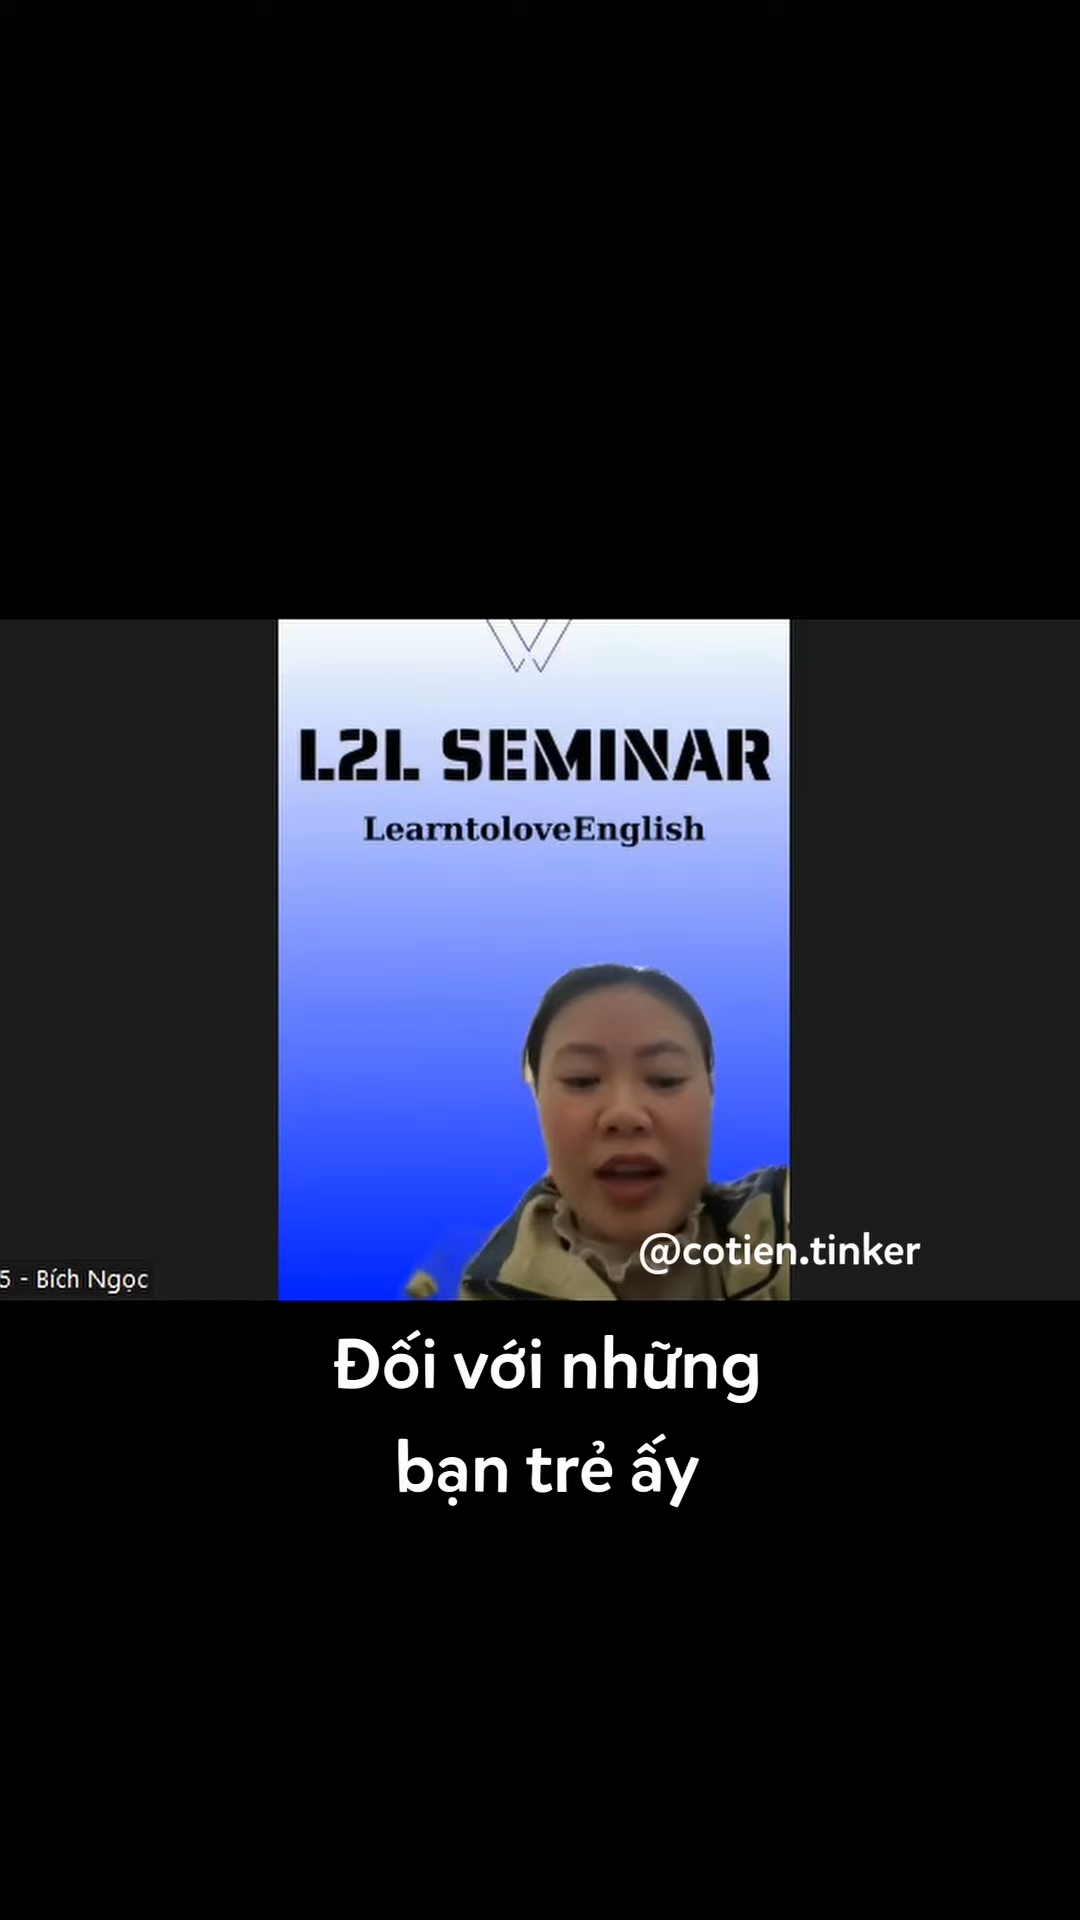 L2L SEMINAR
LearntoloveEnglish
@cotien.tinker
5 - Bích Ngọc
Đối với những
bạn trẻ ấy